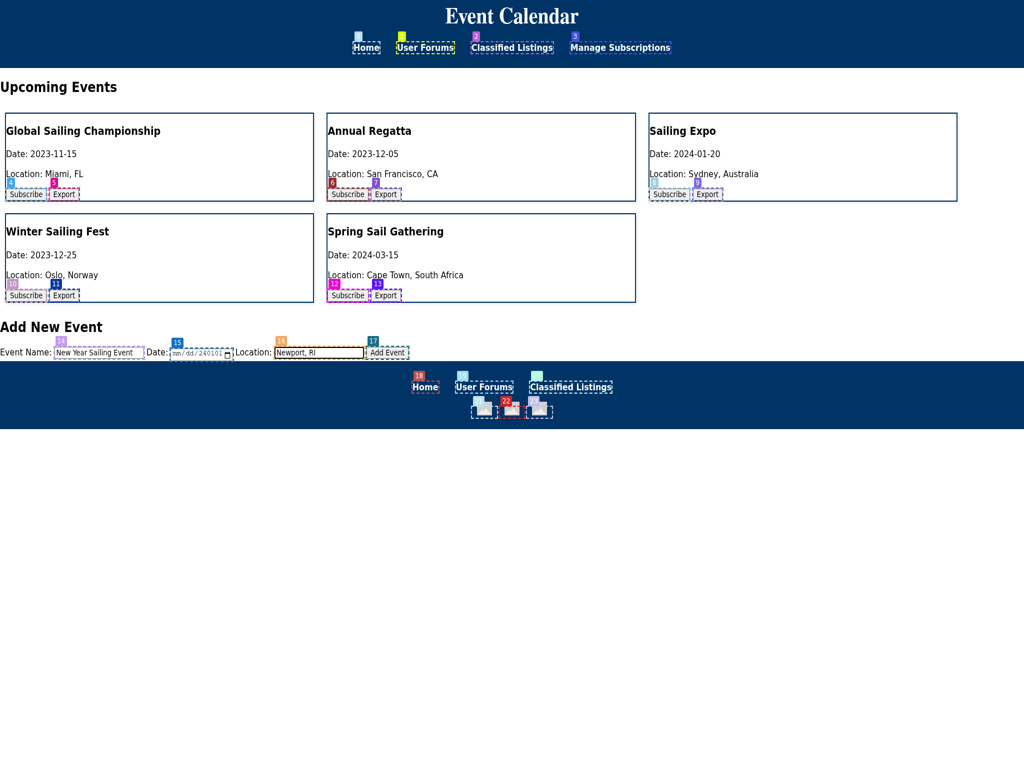 Event Calendar
0 1 2 3
Home User Forums Classified Listings Manage Subscriptions
Upcoming Events
Global Sailing Championship
Date: 2023-11-15
Location: Miami, FL
4 5
Subscribe Export
Annual Regatta
Date: 2023-12-05
Location: San Francisco, CA
6 7
Subscribe Export
Sailing Expo
Date: 2024-01-20
Location: Sydney, Australia
8 9
Subscribe Export
Winter Sailing Fest
Date: 2023-12-25
Location: Oslo, Norway
10 11
Subscribe Export
Spring Sail Gathering
Date: 2024-03-15
Location: Cape Town, South Africa
12 13
Subscribe Export
Add New Event
14 15 16 17
Event Name: New Year Sailing Event Date: mm/dd/240101 Location: Newport, RI Add Event
18 19 20
Home User Forums Classified Listings
21 22 23